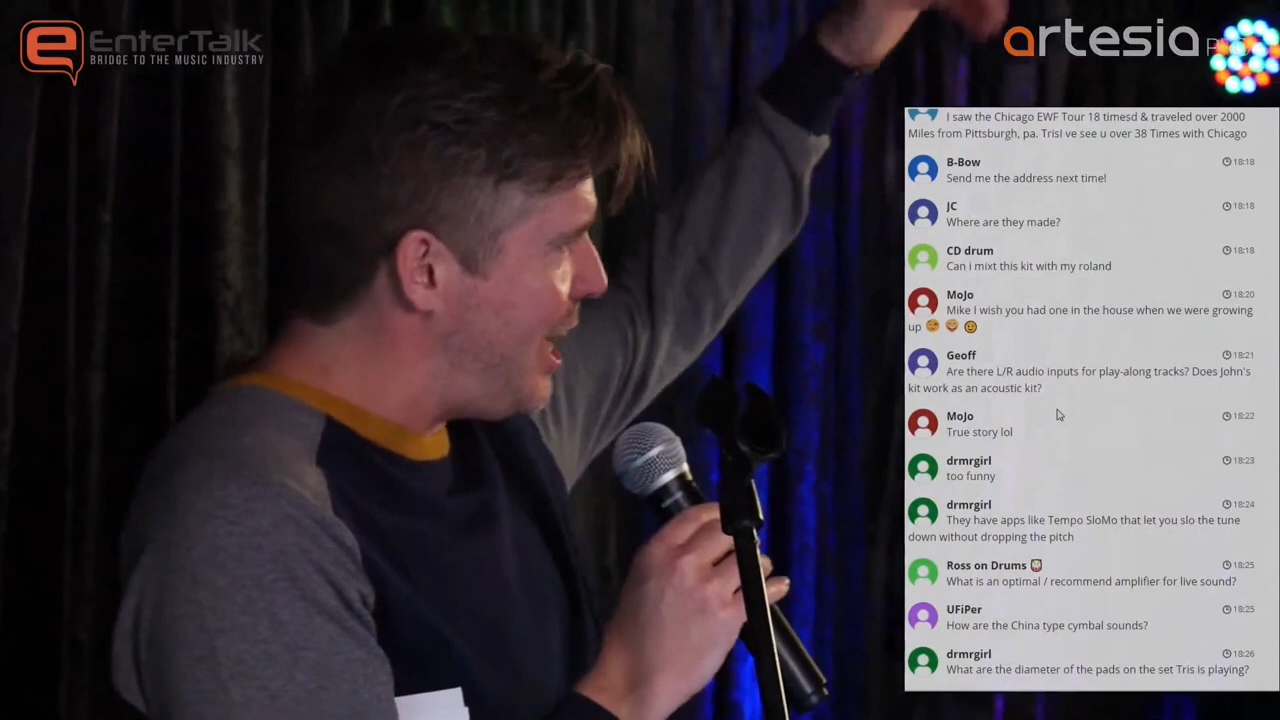 EnterTalk
BRIDGE TO THE MUSIC INDUSTRY
artesia
I saw the Chicago EWF Tour 18 timesd & traveled over 2000
Miles from Pittsburgh, pa. TrisI ve see u over 38 Times with Chicago
B-Bow 18:18
Send me the address next time!
JC 18:18
Where are they made?
CD drum 18:18
Can i mixt this kit with my roland
MoJo 18:20
Mike I wish you had one in the house when we were growing
up
Geoff 18:21
Are there L/R audio inputs for play-along tracks? Does John's
kit work as an acoustic kit?
MoJo 18:22
True story lol
drmrgirl 18:23
too funny
drmrgirl 18:24
They have apps like Tempo SloMo that let you slo the tune
down without dropping the pitch
Ross on Drums 18:25
What is an optimal / recommend amplifier for live sound?
UFiPer 18:25
How are the China type cymbal sounds?
drmrgirl 18:26
What are the diameter of the pads on the set Tris is playing?